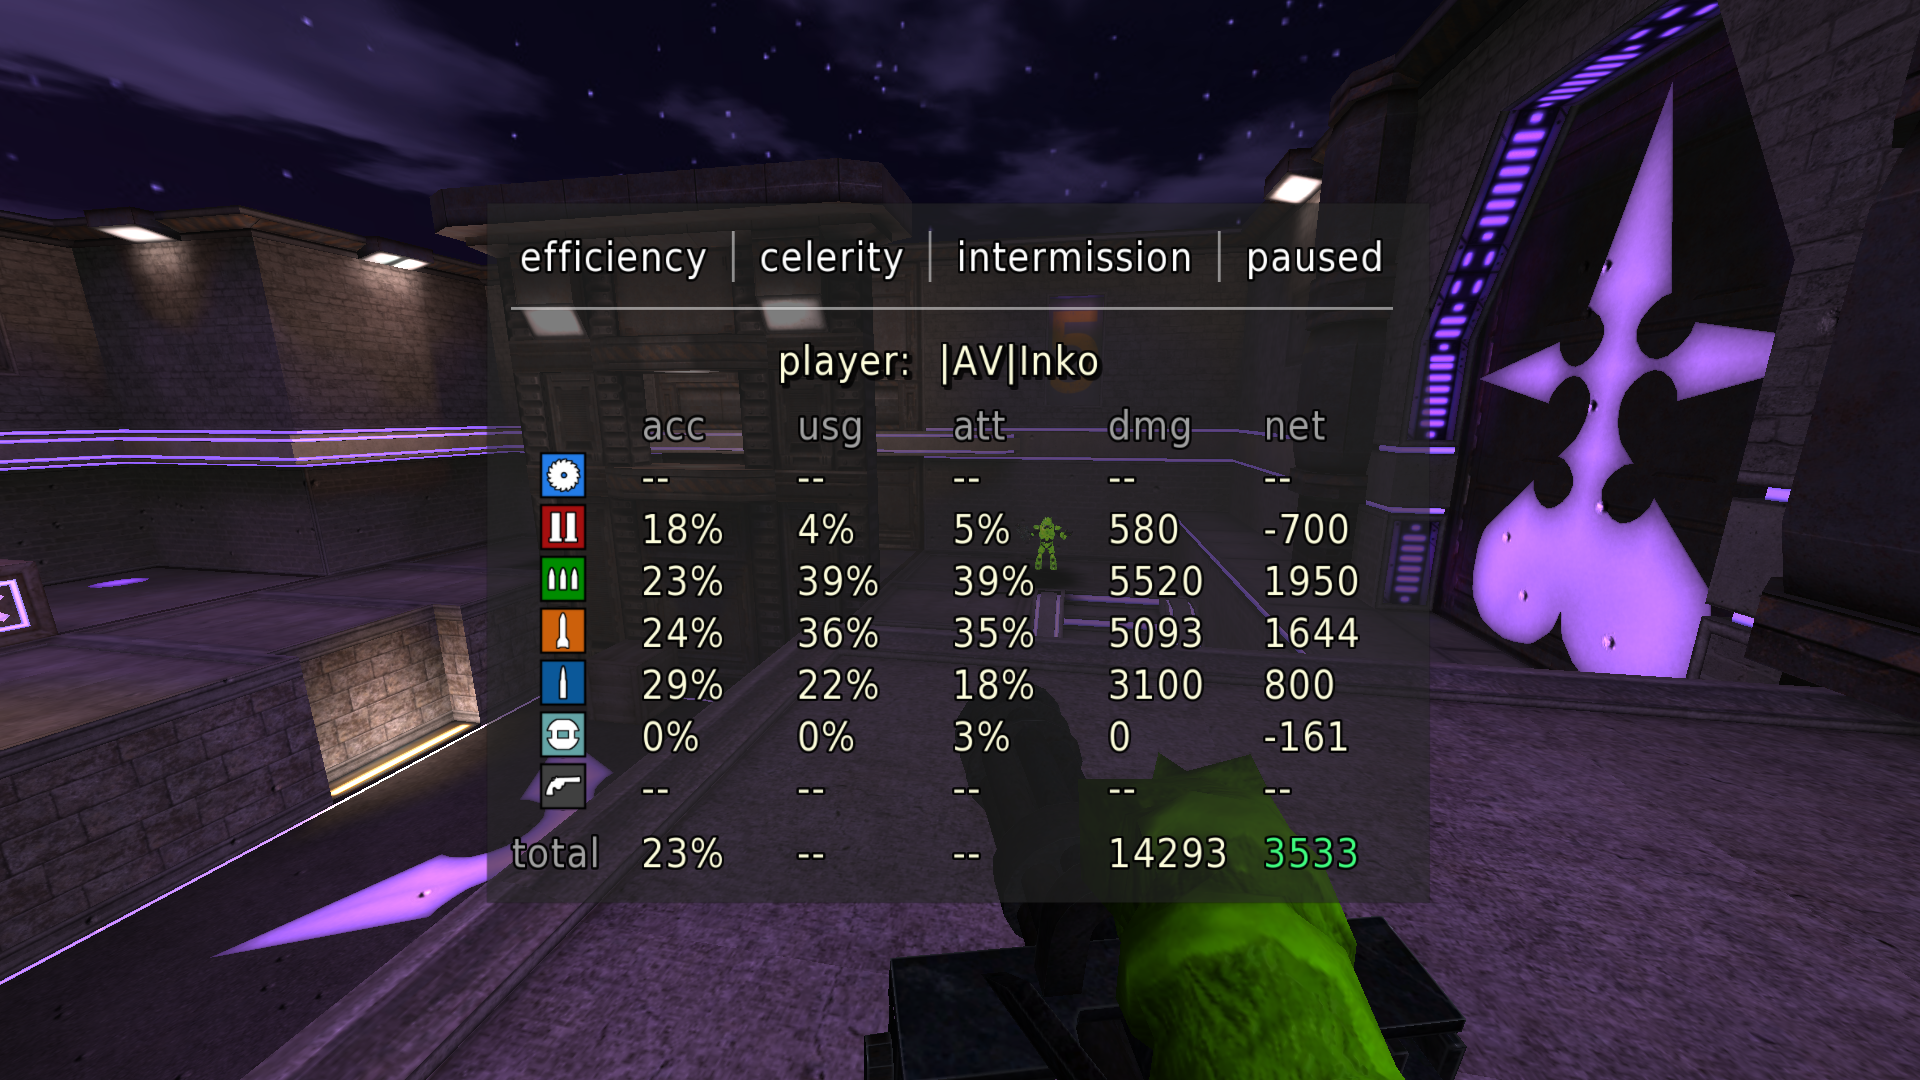 efficiency | celerity | intermission | paused
player: |AV|Inko
acc usg att dmg net
-- -- -- -- --
18% 4% 5% 580 -700
23% 39% 39% 5520 1950
24% 36% 35% 5093 1644
29% 22% 18% 3100 800
0% 0% 3% 0 -161
-- -- -- -- --
total 23% -- -- 14293 3533